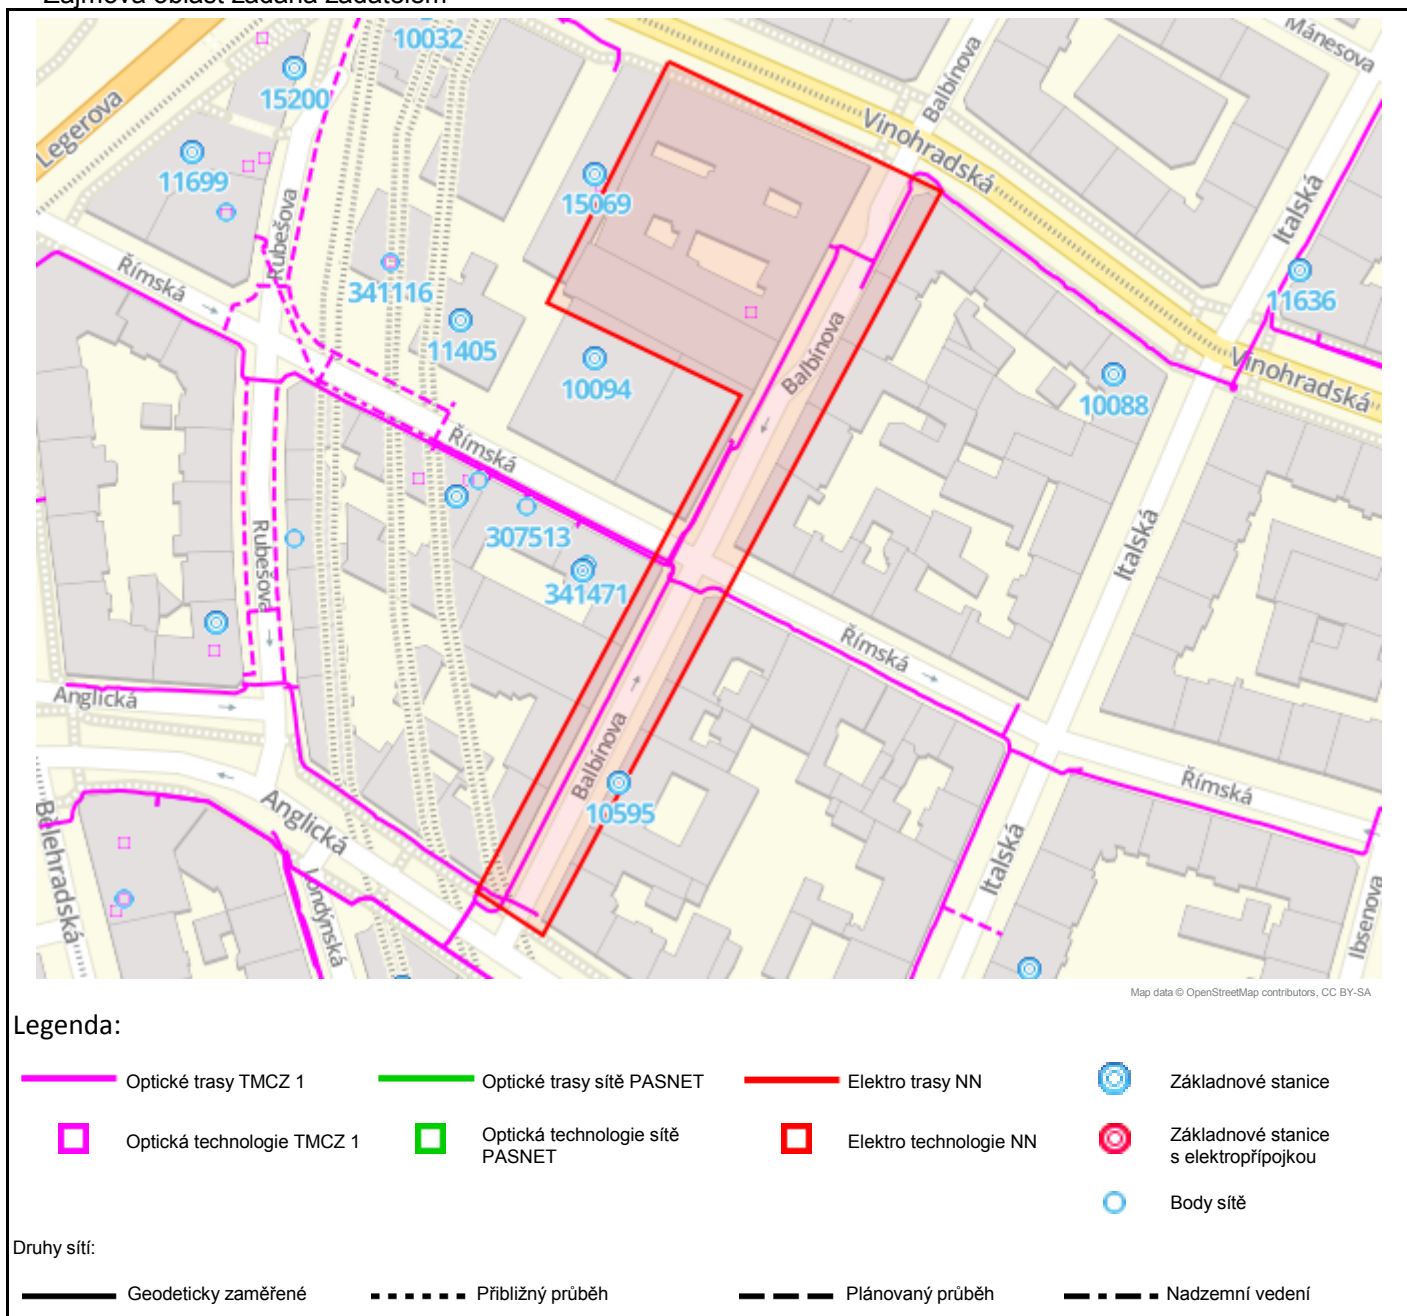 Zájmová oblast zadaná žadatelem
10032
15200
Legerova
11699
Rubešova
Římská
341116
11405
15069
10094
Balbínova
Mánesova
Vinohradská
Italská
11636
Vinohradská
10088
Balbínova
Římská
307513
341471
Rubešova
Italská
Římská
Anglická
Balbínova
10595
Anglická
Bělehradská
Londýnská
Italská
Římská
Ibsenova
Map data © OpenStreetMap contributors, CC BY-SA
Legenda:
Optické trasy TMCZ 1
Optické trasy sítě PASNET
Elektro trasy NN
Základnové stanice
Optická technologie TMCZ 1
Optická technologie sítě
PASNET
Elektro technologie NN
Základnové stanice
s elektropřípojkou
Body sítě
Druhy sítí:
Geodeticky zaměřené
Přibližný průběh
Plánovaný průběh
Nadzemní vedení